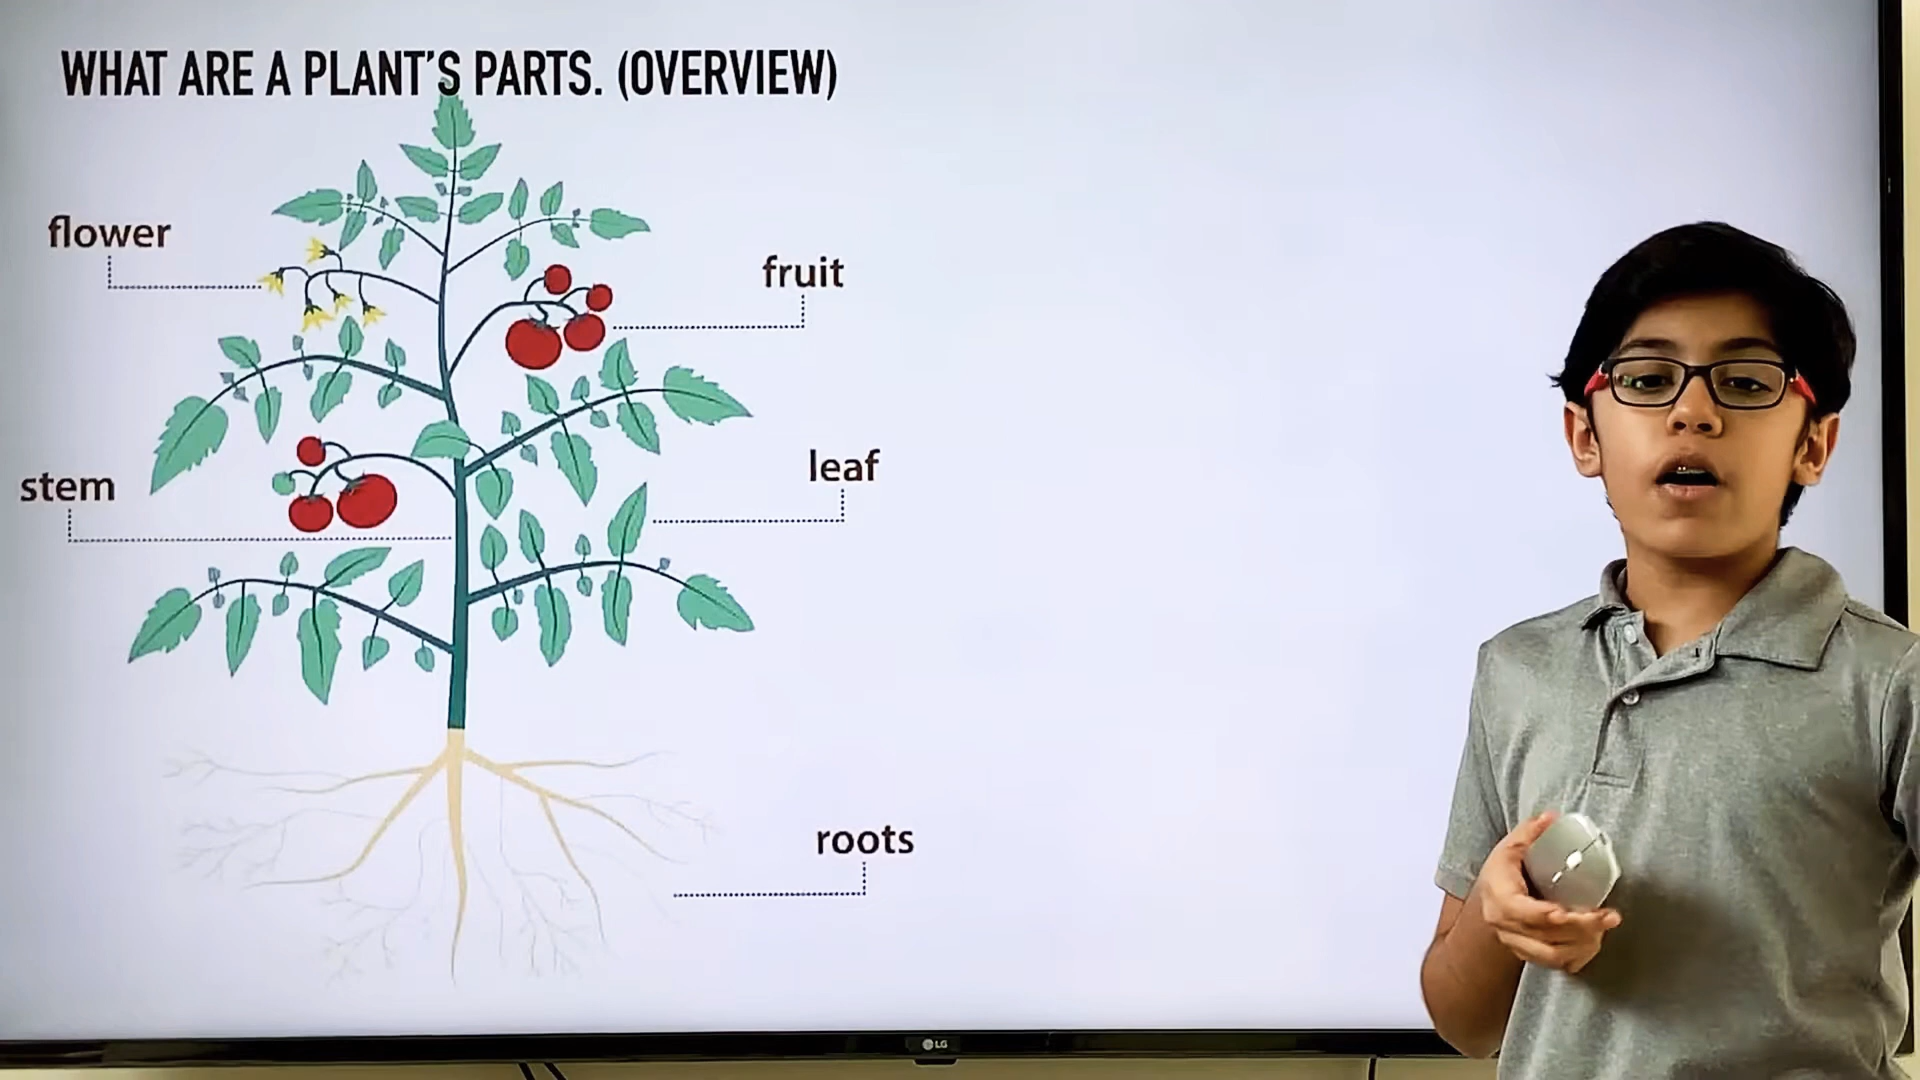 WHAT ARE A PLANT'S PARTS. (OVERVIEW)
flower
fruit
leaf
stem
roots
LG